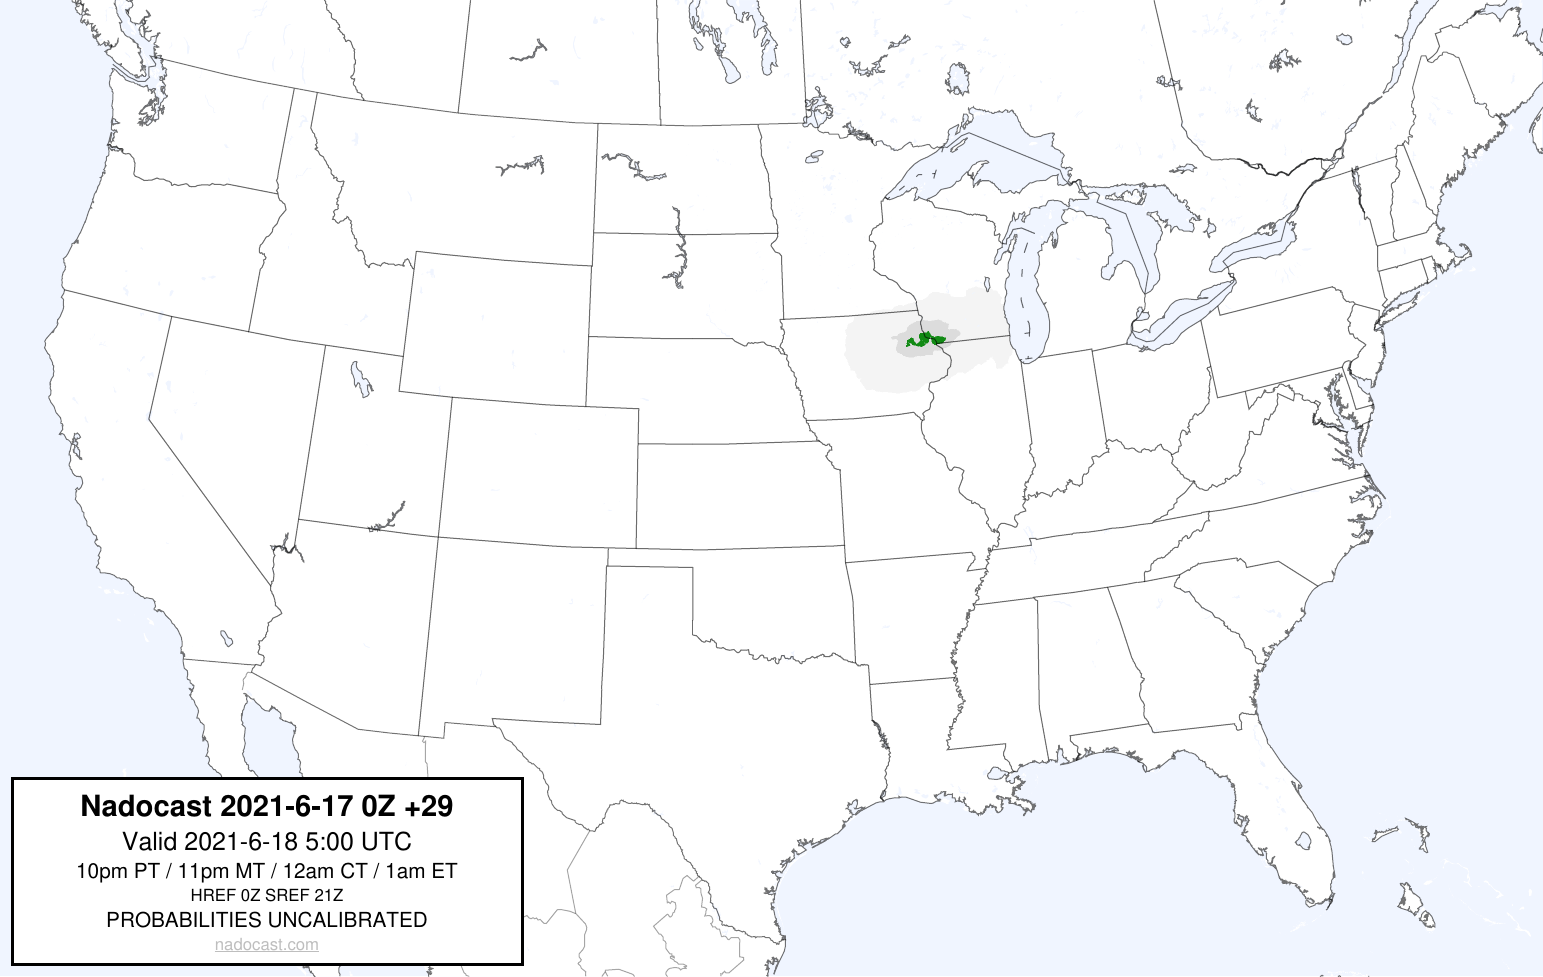 Nadocast 2021-6-17 0Z +29
Valid 2021-6-18 5:00 UTC
10pm PT / 11pm MT / 12am CT / 1am ET
HREF 0Z SREF 21Z
PROBABILITIES UNCALIBRATED
nadocast.com